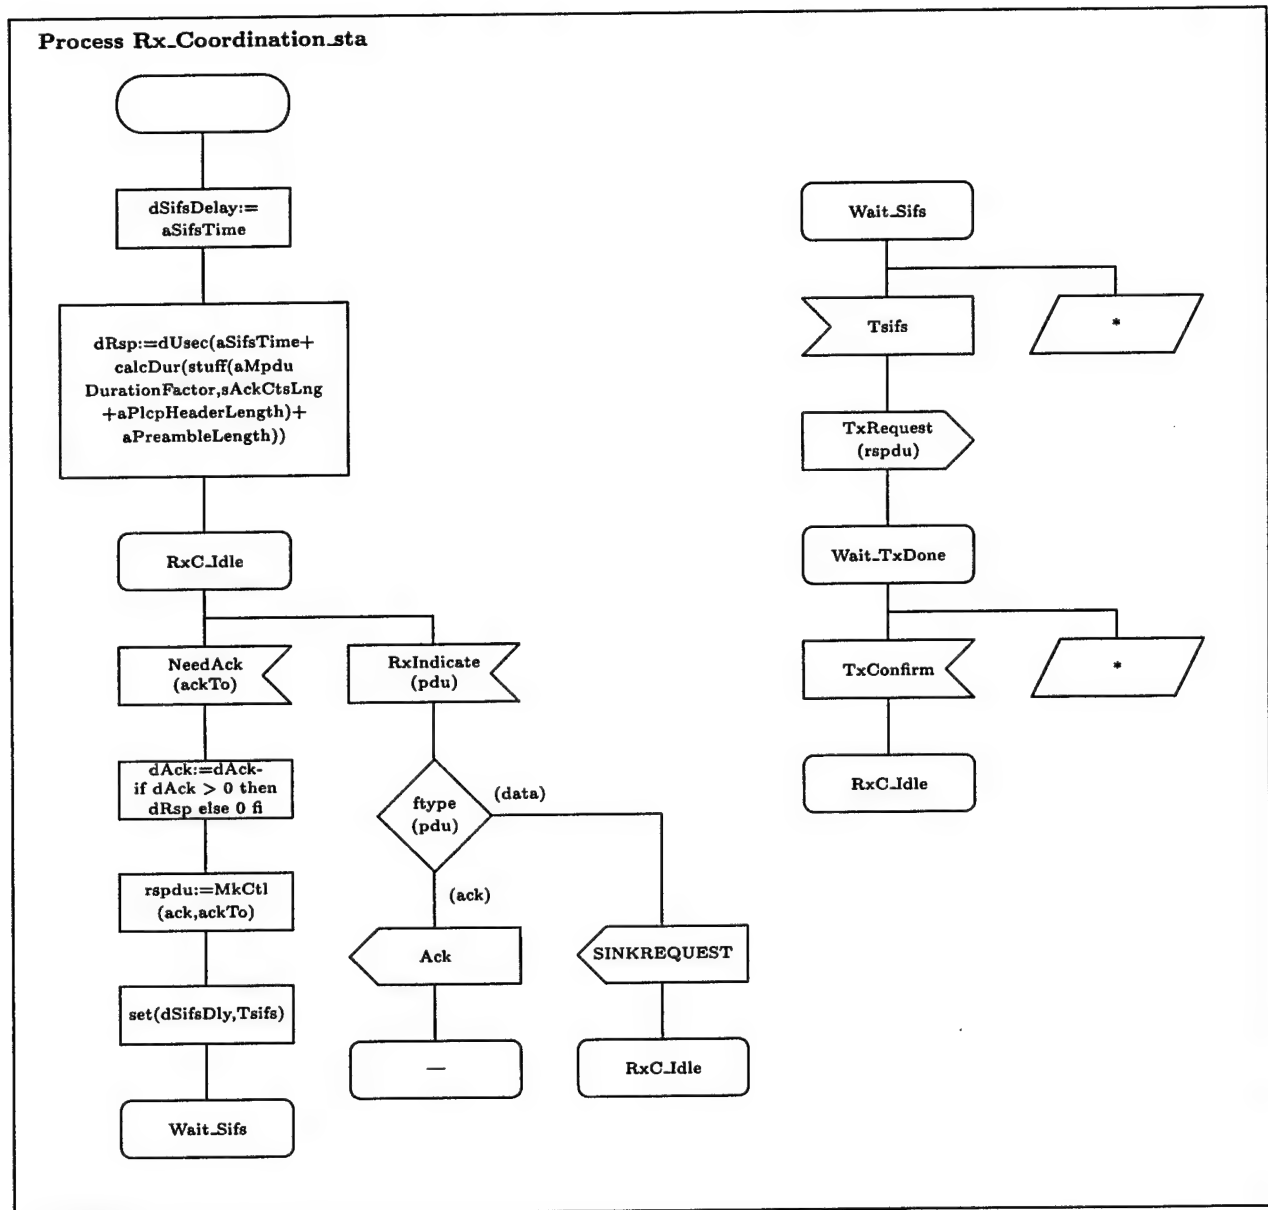 Process Rx_Coordination_sta
dSifsDelay:=
aSifsTime
dRsp:=dUsec(aSifsTime+
calcDur(stuff(aMpdu
DurationFactor,sAckCtsLng
+aPlcpHeaderLength)+
aPreambleLength))
RxC_Idle
NeedAck
(ackTo)
dAck:=dAck-
if dAck > 0 then
dRsp else 0 fi
rspdu:=MkCtl
(ack,ackTo)
set(dSifsDly,Tsifs)
Wait_Sifs
RxIndicate
(pdu)
ftype
(pdu)
(data)
(ack)
Ack
—
SINKREQUEST
RxC_Idle
Wait_Sifs
Tsifs
*
TxRequest
(rspdu)
Wait_TxDone
TxConfirm
*
RxC_Idle